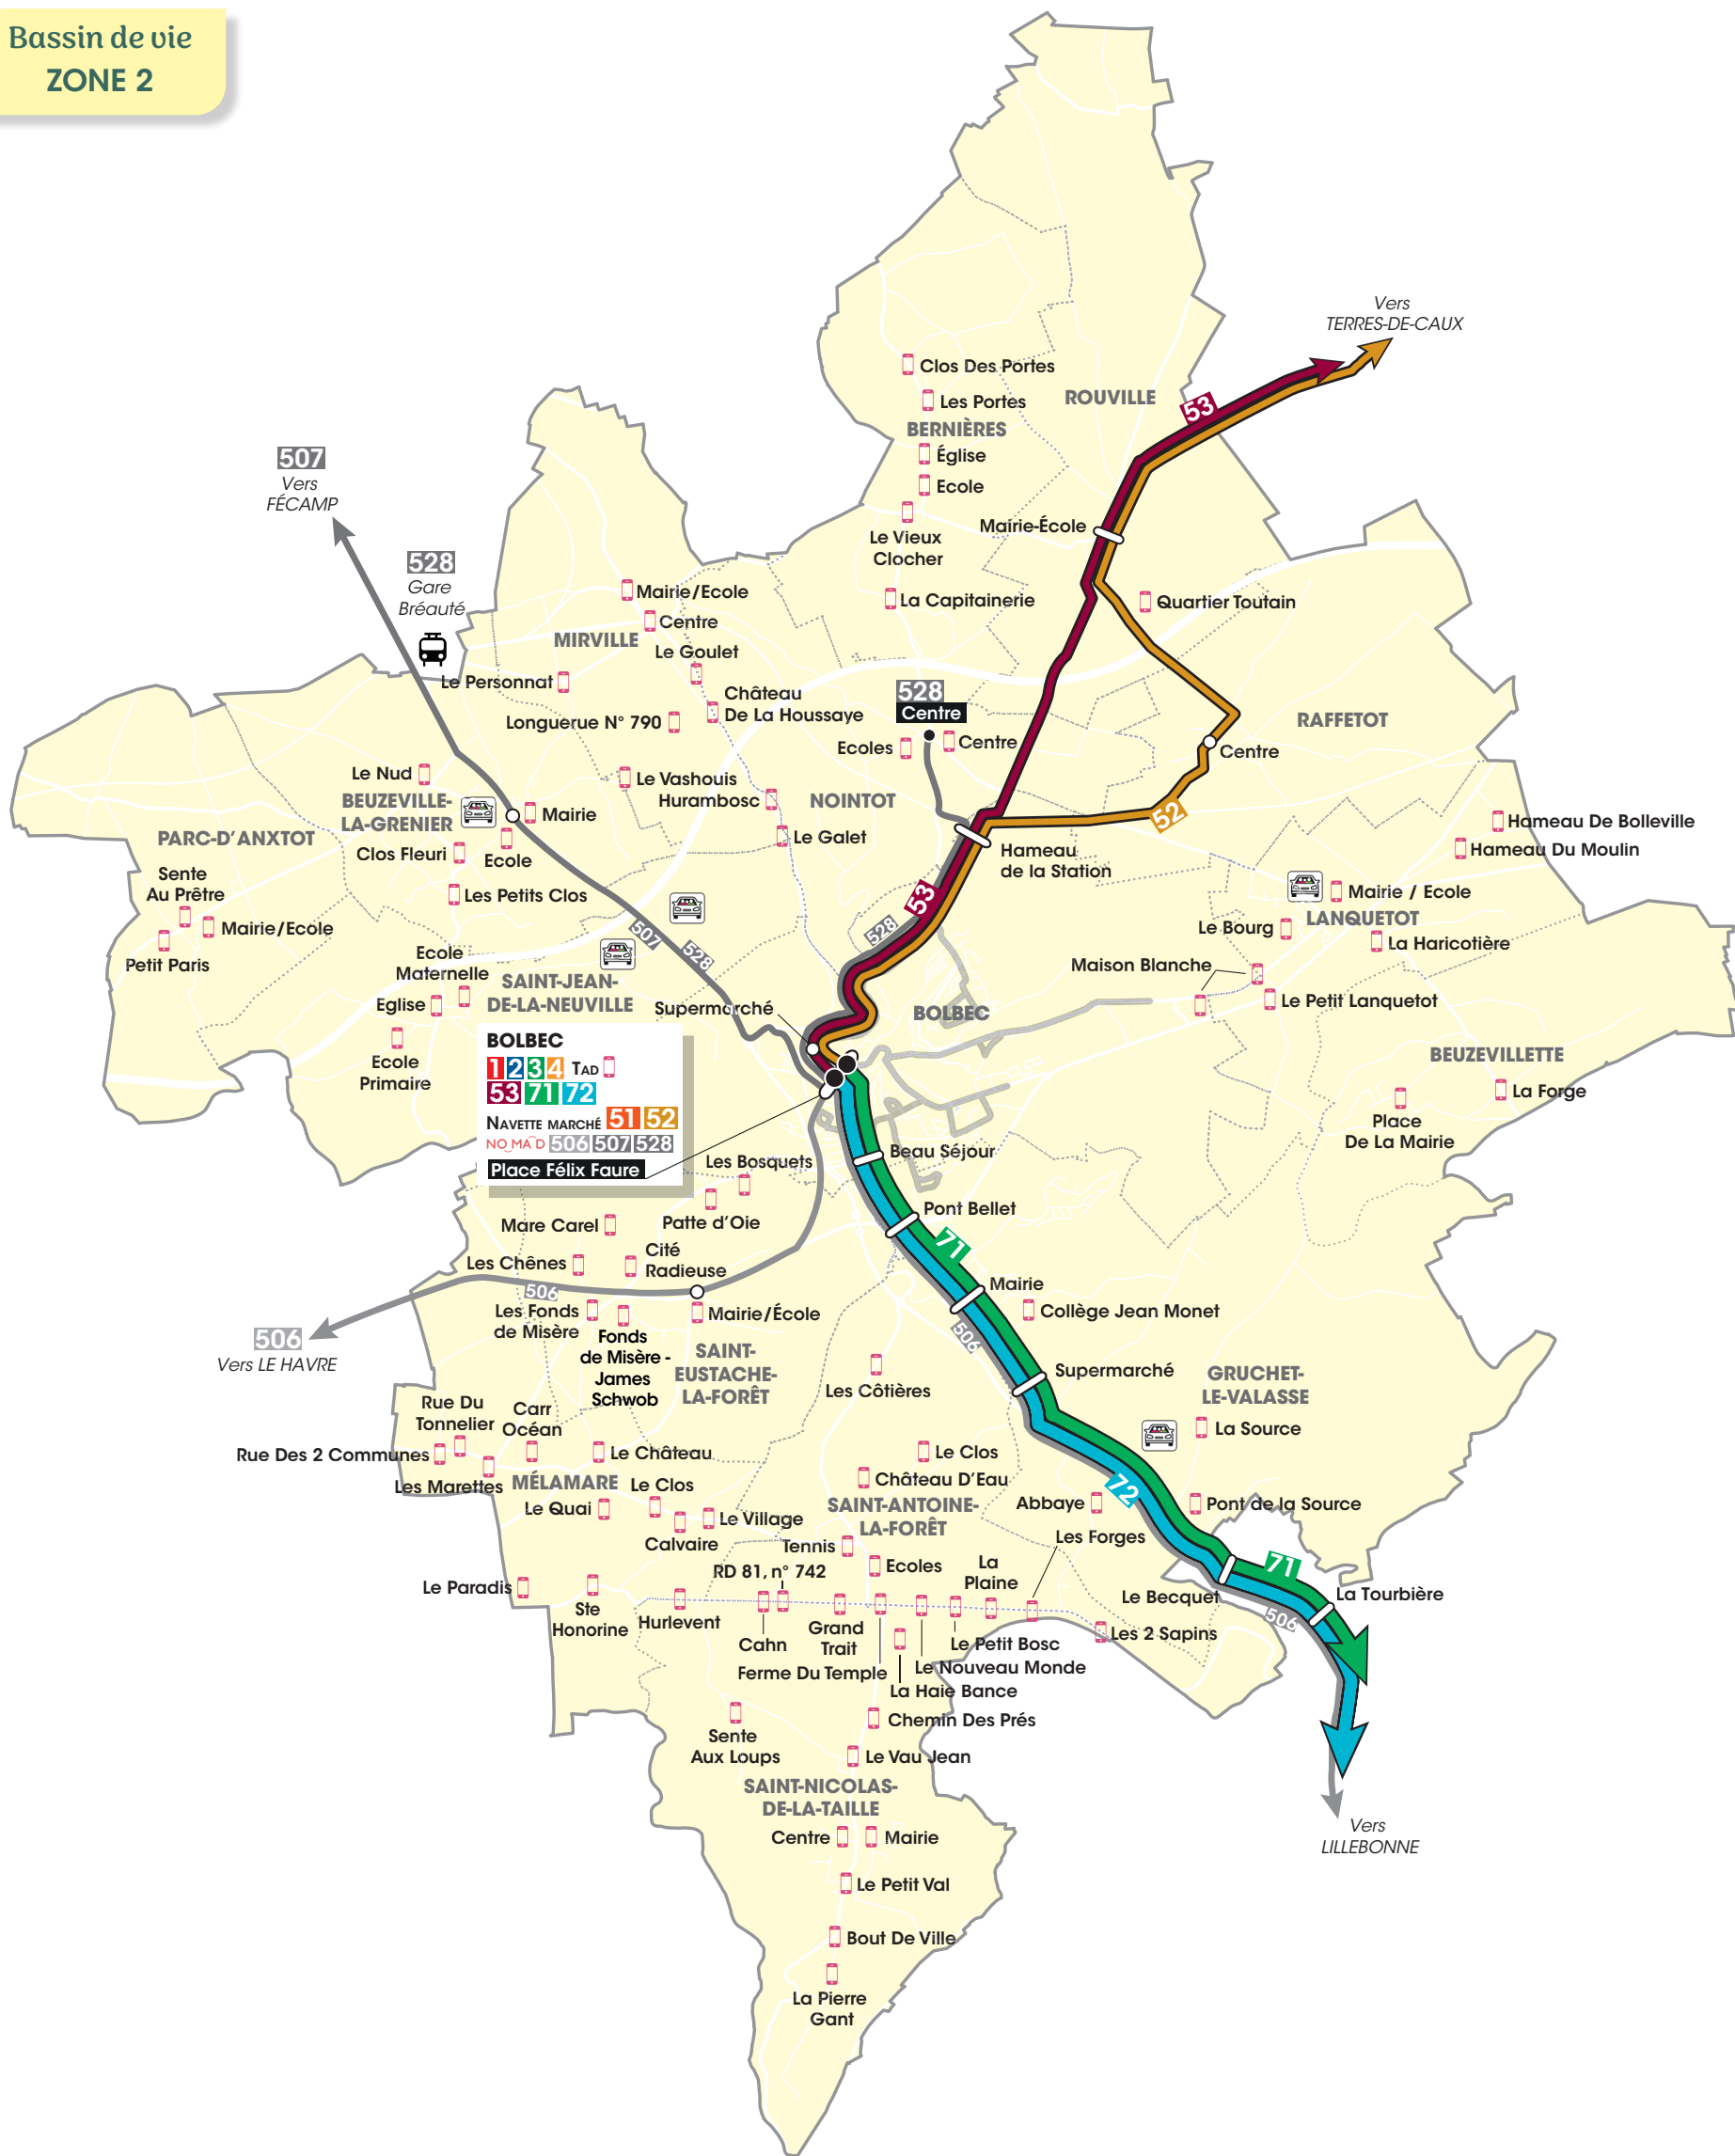 Bassin de vie
ZONE 2
Vers
TERRES-DE-CAUX
Clos Des Portes
Les Portes
ROUVILLE
53
BERNIÈRES
Église
Ecole
507
Vers
FÉCAMP
Mairie-École
Le Vieux
Clocher
528
Gare
Bréauté
Mairie/Ecole
La Capitainerie
Quartier Toutain
Centre
MIRVILLE
Le Goulet
Le Personnat
Château
De La Houssaye
528
Centre
Longuerue N° 790
RAFFETOT
Ecoles
Centre
Centre
Le Nud
Le Vashouis
Hurambosc
NOINTOT
BEUZEVILLE-
LA-GRENIER
Mairie
52
Hameau De Bolleville
PARC-D'ANXTOT
Le Galet
Clos Fleuri
Ecole
Hameau
de la Station
Hameau Du Moulin
Sente
Au Prêtre
Les Petits Clos
53
Mairie / Ecole
LANQUETOT
Mairie/Ecole
507
528
528
Le Bourg
La Haricotière
Petit Paris
Ecole
Maternelle
Maison Blanche
SAINT-JEAN-
DE-LA-NEUVILLE
Eglise
Supermarché
BOLBEC
Le Petit Lanquetot
Ecole
Primaire
BOLBEC
1 2 3 4 TAD
53 71 72
NAVETTE MARCHÉ 51 52
NOMAD 506 507 528
Place Félix Faure
BEUZEVILLETTE
La Forge
Place
De La Mairie
Beau Séjour
Les Bosquets
Pont Bellet
Mare Carel
Patte d'Oie
71
Les Chênes
Cité
Radieuse
Mairie
506
Les Fonds
de Misère
Mairie/École
Collège Jean Monet
506
506
Vers LE HAVRE
Fonds
de Misère -
James
Schwob
SAINT-
EUSTACHE-
LA-FORÊT
Supermarché
GRUCHET-
LE-VALASSE
Les Côtières
Rue Du
Tonnelier
Carr
Océan
La Source
Rue Des 2 Communes
Le Château
Le Clos
Les Marettes
MÉLAMARE
Le Clos
Château D'Eau
72
Le Quai
Le Village
SAINT-ANTOINE-
LA-FORÊT
Abbaye
Pont de la Source
Calvaire
Tennis
Les Forges
RD 81, n° 742
Ecoles
La
Plaine
71
Le Paradis
Le Becquet
La Tourbière
Ste
Honorine
Hurlevent
506
Cahn
Grand
Trait
Le Petit Bosc
Les 2 Sapins
Ferme Du Temple
Le Nouveau Monde
La Haie Bance
Chemin Des Prés
Sente
Aux Loups
Le Vau Jean
SAINT-NICOLAS-
DE-LA-TAILLE
Vers
LILLEBONNE
Centre
Mairie
Le Petit Val
Bout De Ville
La Pierre
Gant